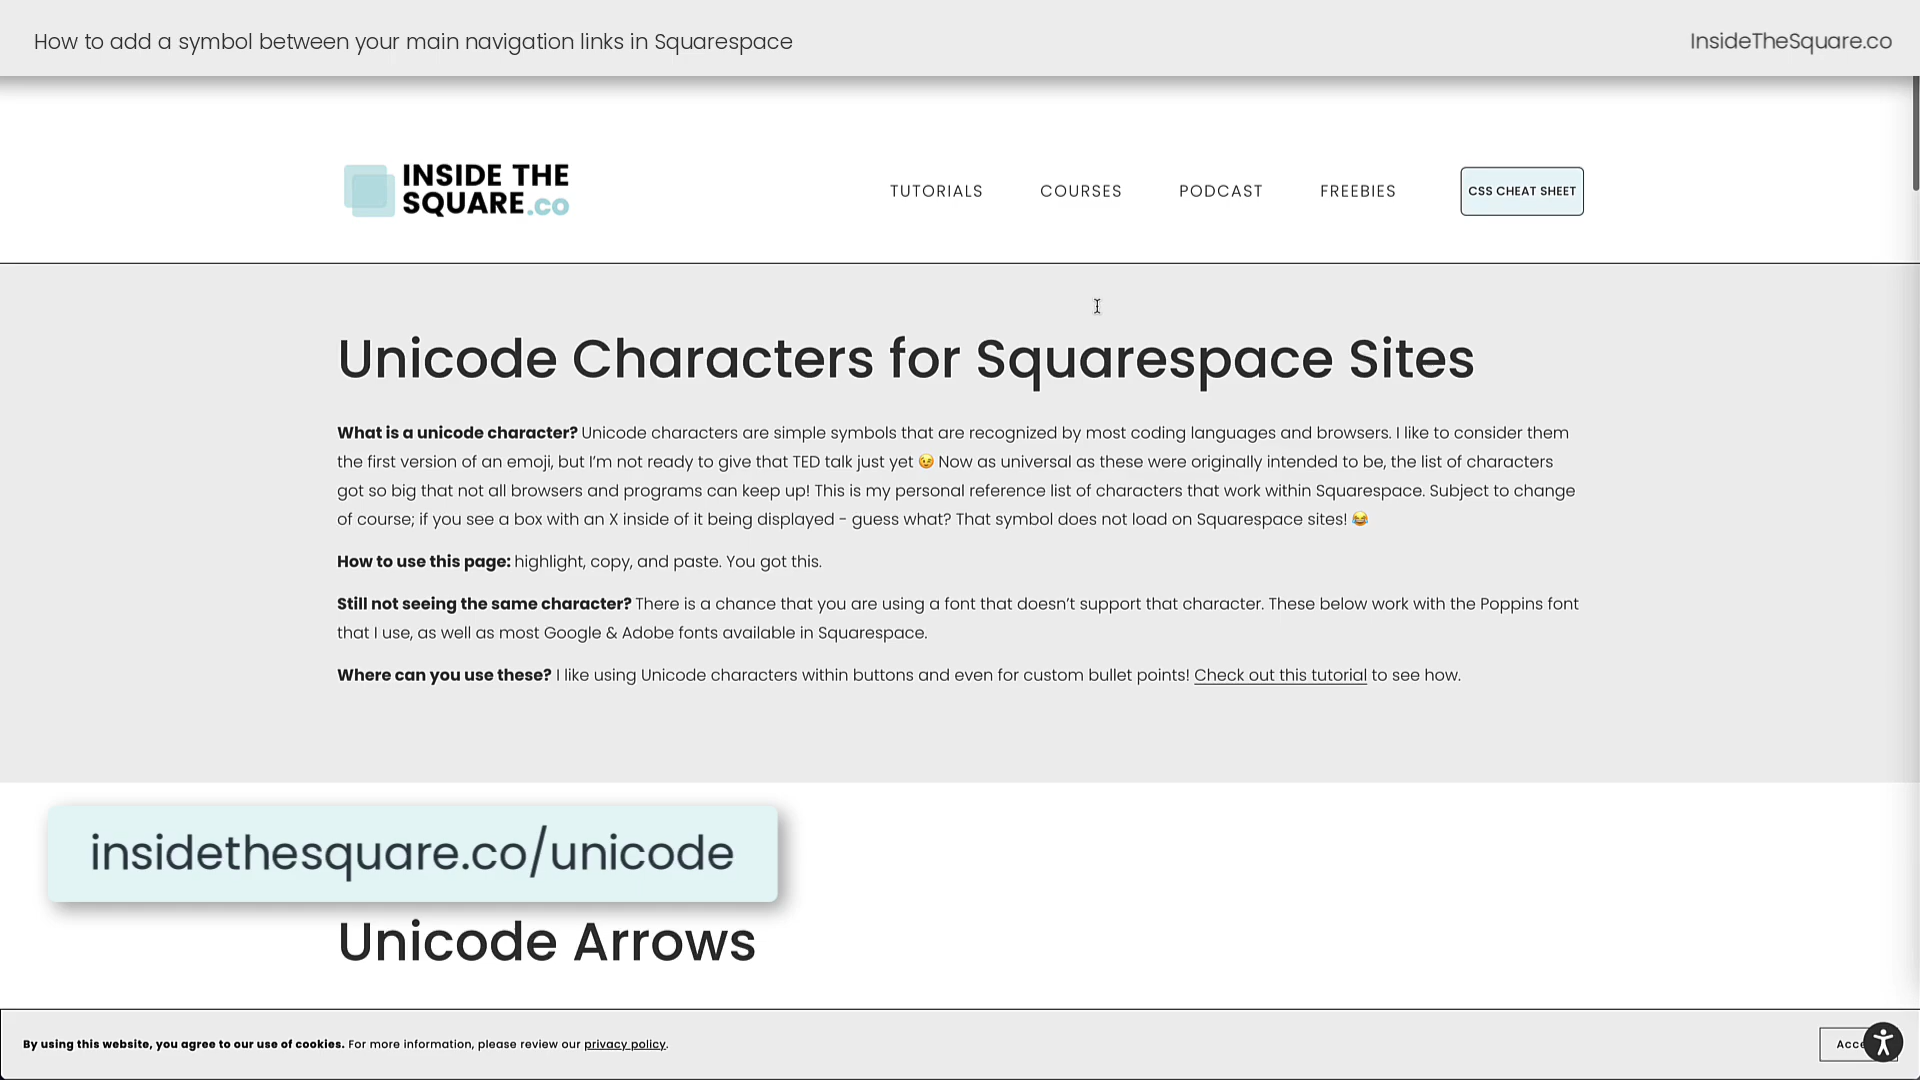 How to add a symbol between your main navigation links in Squarespace
InsideTheSquare.co
INSIDE THE
SQUARE.co
TUTORIALS
COURSES
PODCAST
FREEBIES
CSS CHEAT SHEET
Unicode Characters for Squarespace Sites
What is a unicode character? Unicode characters are simple symbols that are recognized by most coding languages and browsers. I like to consider them
the first version of an emoji, but I’m not ready to give that TED talk just yet 😉 Now as universal as these were originally intended to be, the list of characters
got so big that not all browsers and programs can keep up! This is my personal reference list of characters that work within Squarespace. Subject to change
of course; if you see a box with an X inside of it being displayed - guess what? That symbol does not load on Squarespace sites! 😂
How to use this page: highlight, copy, and paste. You got this.
Still not seeing the same character? There is a chance that you are using a font that doesn’t support that character. These below work with the Poppins font
that I use, as well as most Google & Adobe fonts available in Squarespace.
Where can you use these? I like using Unicode characters within buttons and even for custom bullet points! Check out this tutorial to see how.
insidethesquare.co/unicode
Unicode Arrows
By using this website, you agree to our use of cookies. For more information, please review our privacy policy.